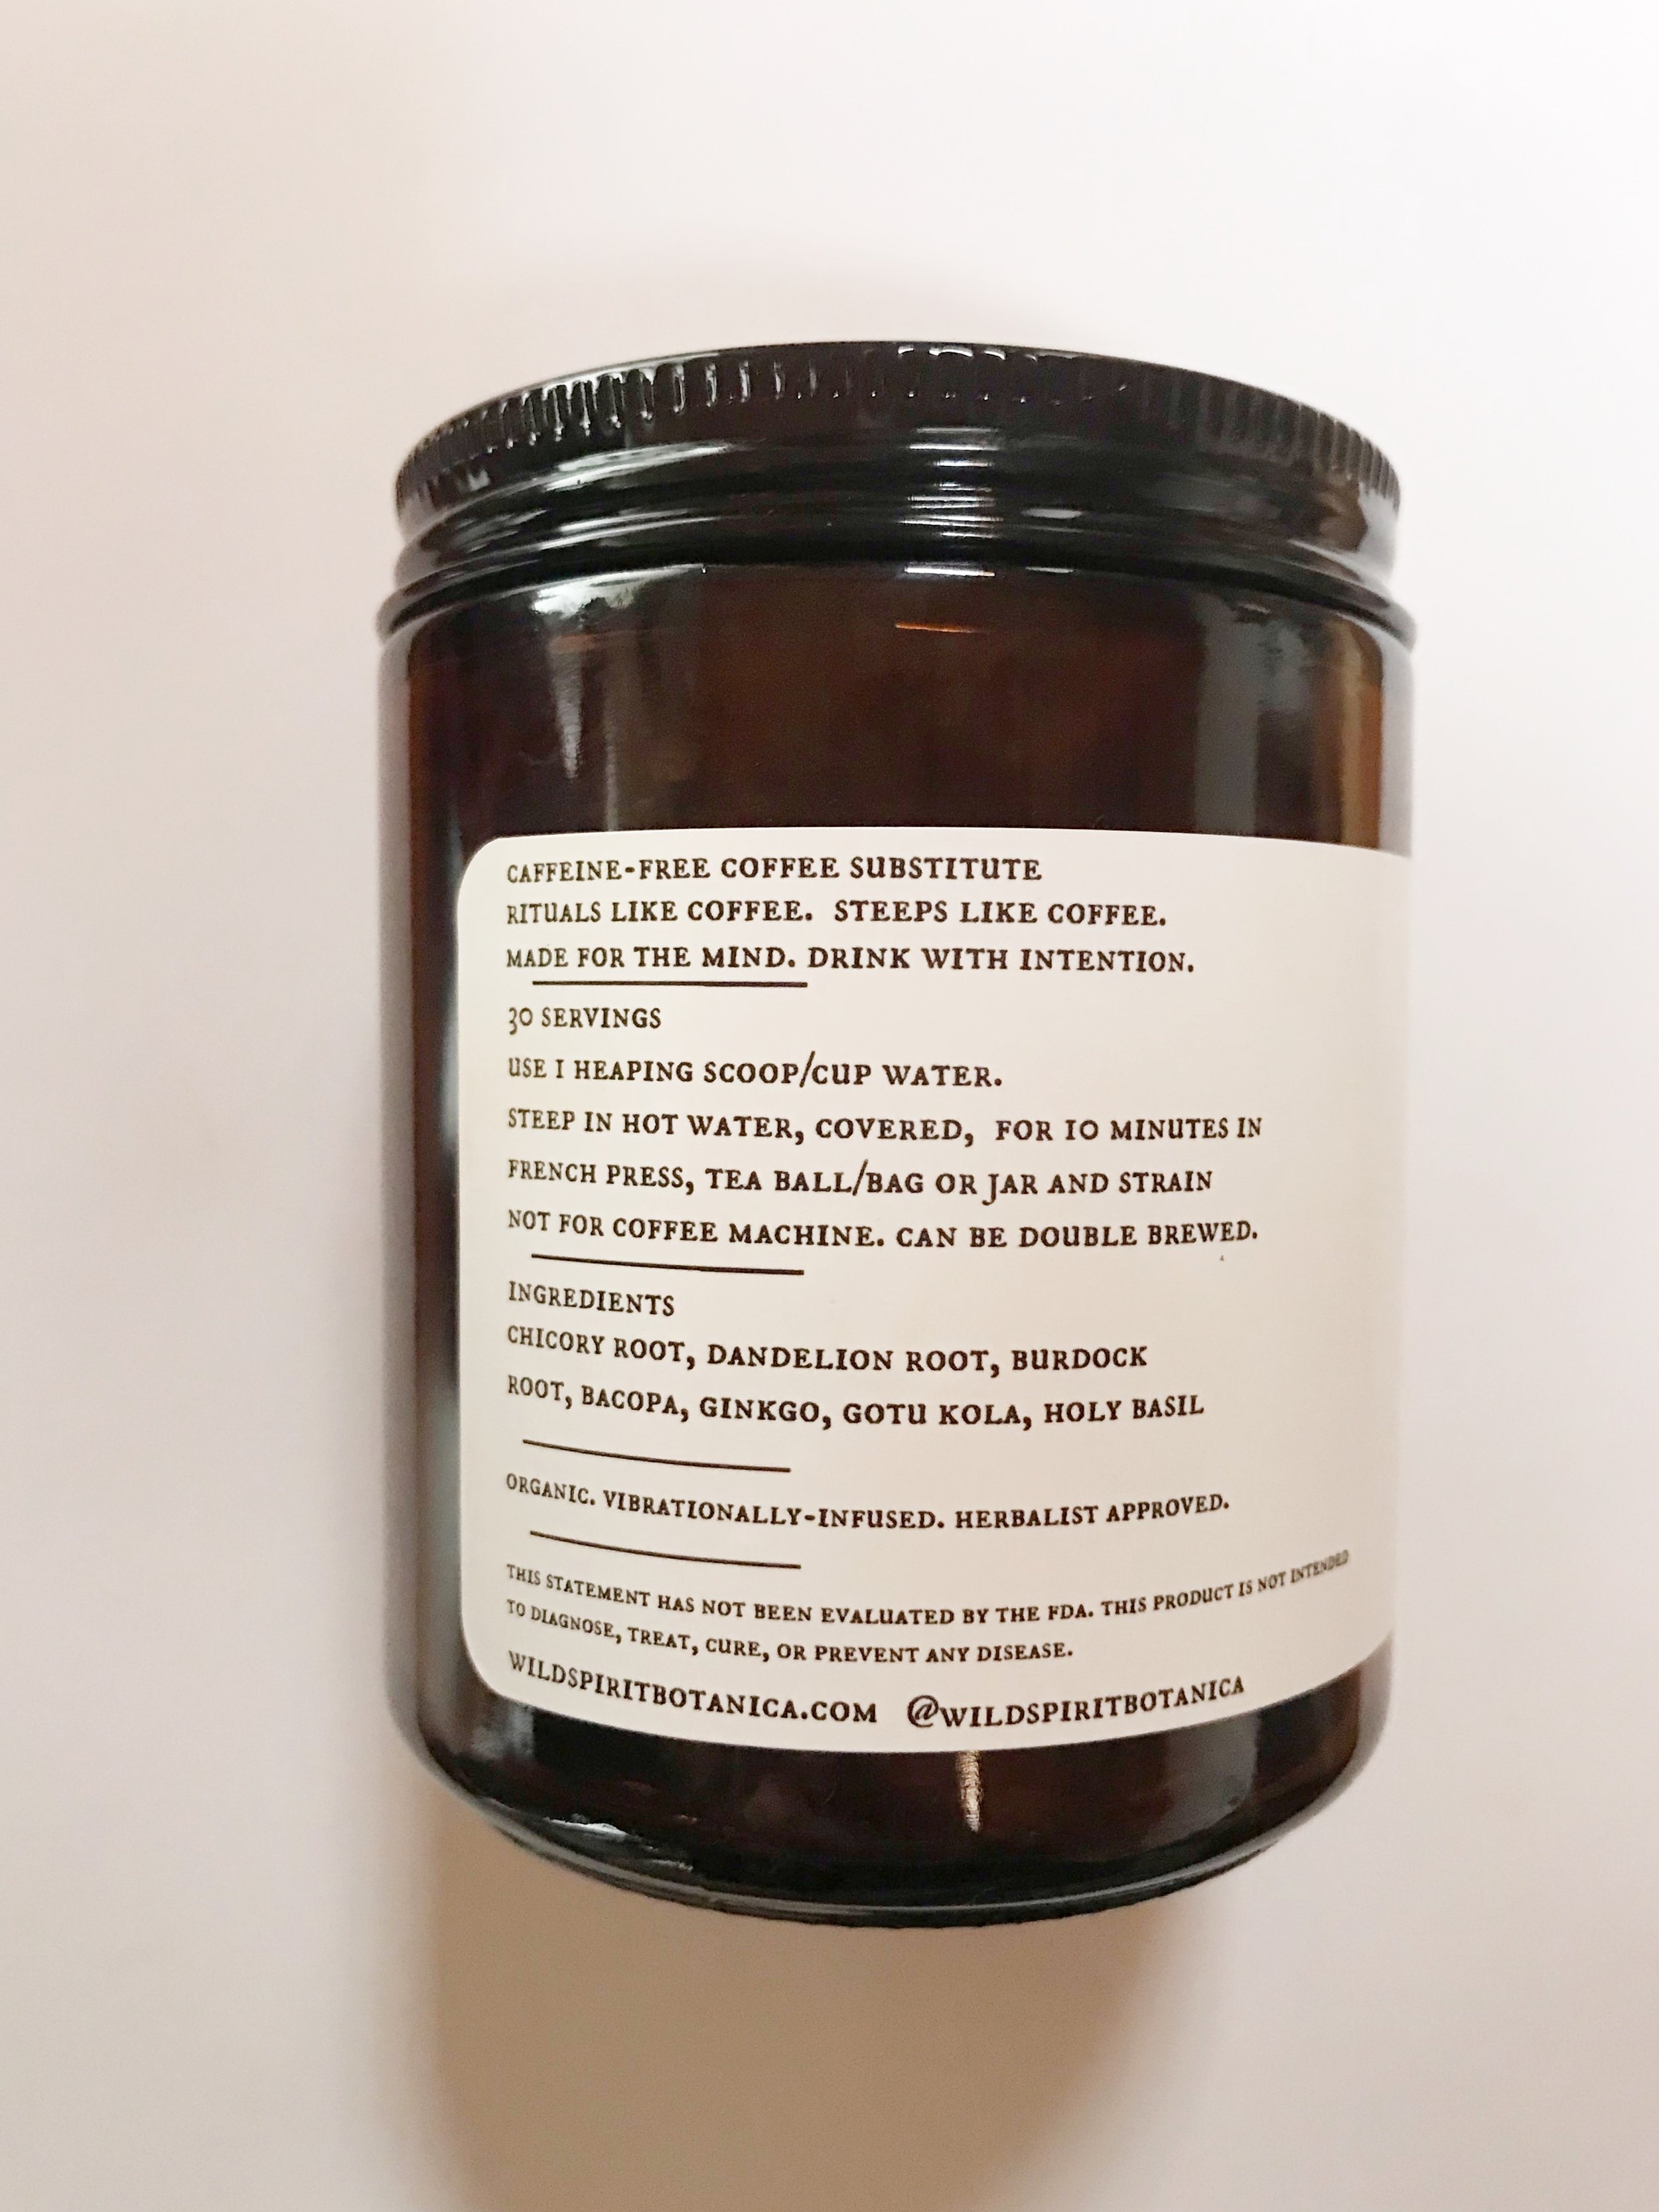 CAFFEINE-FREE COFFEE SUBSTITUTE
RITUALS LIKE COFFEE. STEEPS LIKE COFFEE.
MADE FOR THE MIND. DRINK WITH INTENTION.
30 SERVINGS
USE 1 HEAPING SCOOP/CUP WATER.
STEEP IN HOT WATER, COVERED, FOR 10 MINUTES IN
FRENCH PRESS, TEA BALL/BAG OR JAR AND STRAIN
NOT FOR COFFEE MACHINE. CAN BE DOUBLE BREWED.
INGREDIENTS
CHICORY ROOT, DANDELION ROOT, BURDOCK
ROOT, BACOPA, GINKGO, GOTU KOLA, HOLY BASIL
ORGANIC. VIBRATIONALLY-INFUSED. HERBALIST APPROVED.
THIS STATEMENT HAS NOT BEEN EVALUATED BY THE FDA. THIS PRODUCT IS NOT INTENDED
TO DIAGNOSE, TREAT, CURE, OR PREVENT ANY DISEASE.
WILDSPIRITBOTANICA.COM @WILDSPIRITBOTANICA